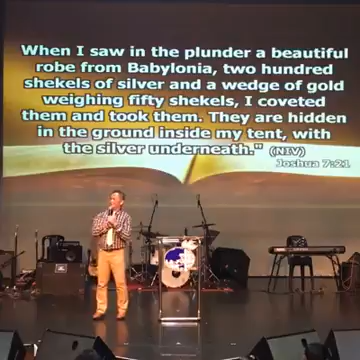 When I saw in the plunder a beautiful
robe from Babylonia, two hundred
shekels of silver and a wedge of gold
weighing fifty shekels, I coveted
them and took them. They are hidden
in the ground inside my tent, with
the silver underneath." (NIV)
Joshua 7:21